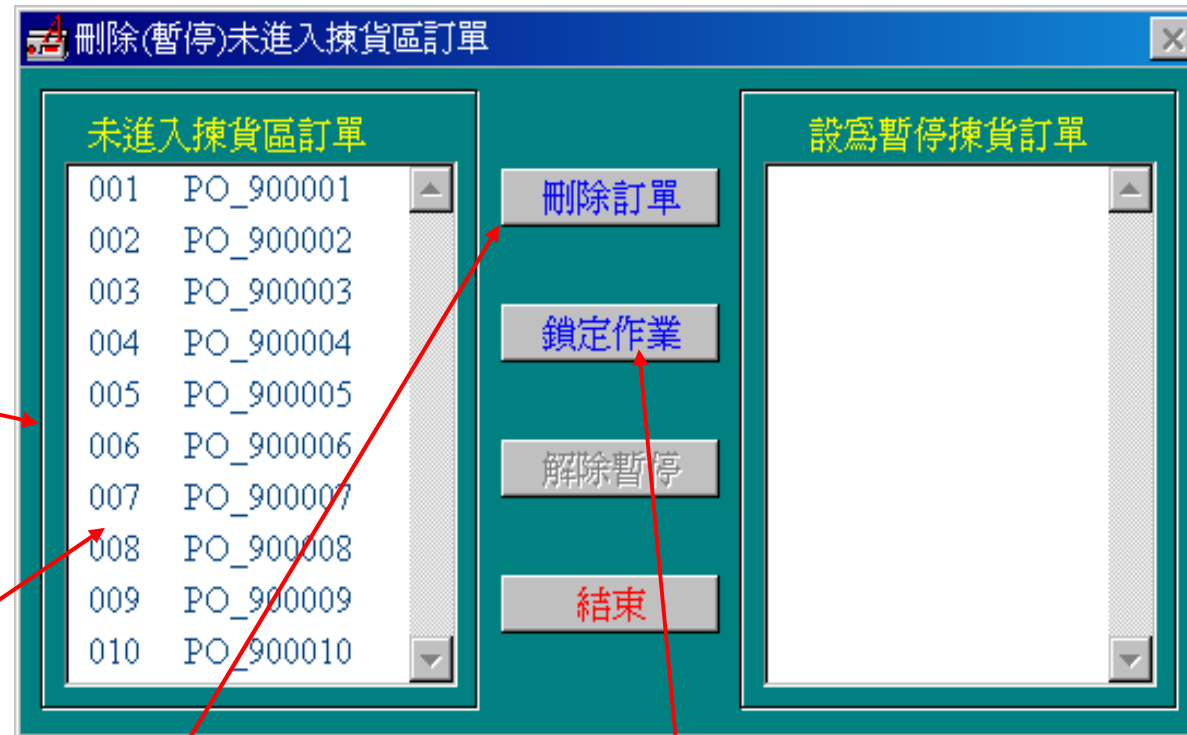 刪除(暫停)未進入揀貨區訂單
未進入揀貨區訂單
001 PO_900001
002 PO_900002
003 PO_900003
004 PO_900004
005 PO_900005
006 PO_900006
007 PO_900007
008 PO_900008
009 PO_900009
010 PO_900010
刪除訂單
鎖定作業
解除暫停
結束
設為暫停揀貨訂單